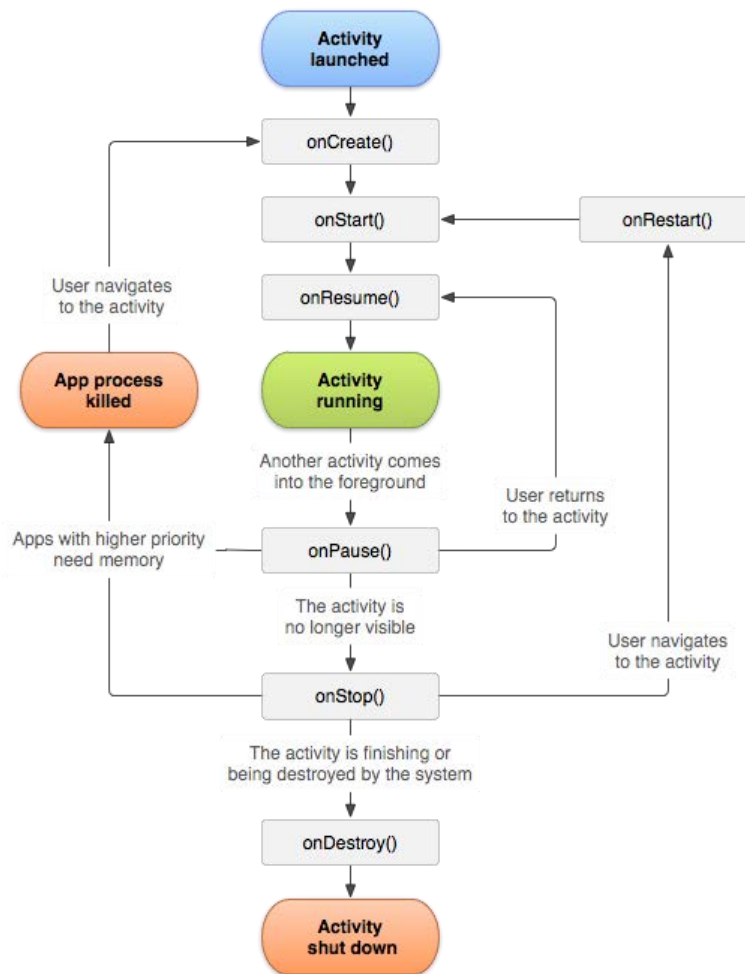 Activity
launched
onCreate()
onStart()
onRestart()
User navigates
to the activity
onResume()
App process
killed
Activity
running
Another activity comes
into the foreground
User returns
to the activity
Apps with higher priority
need memory
onPause()
The activity is
no longer visible
User navigates
to the activity
onStop()
The activity is finishing or
being destroyed by the system
onDestroy()
Activity
shut down